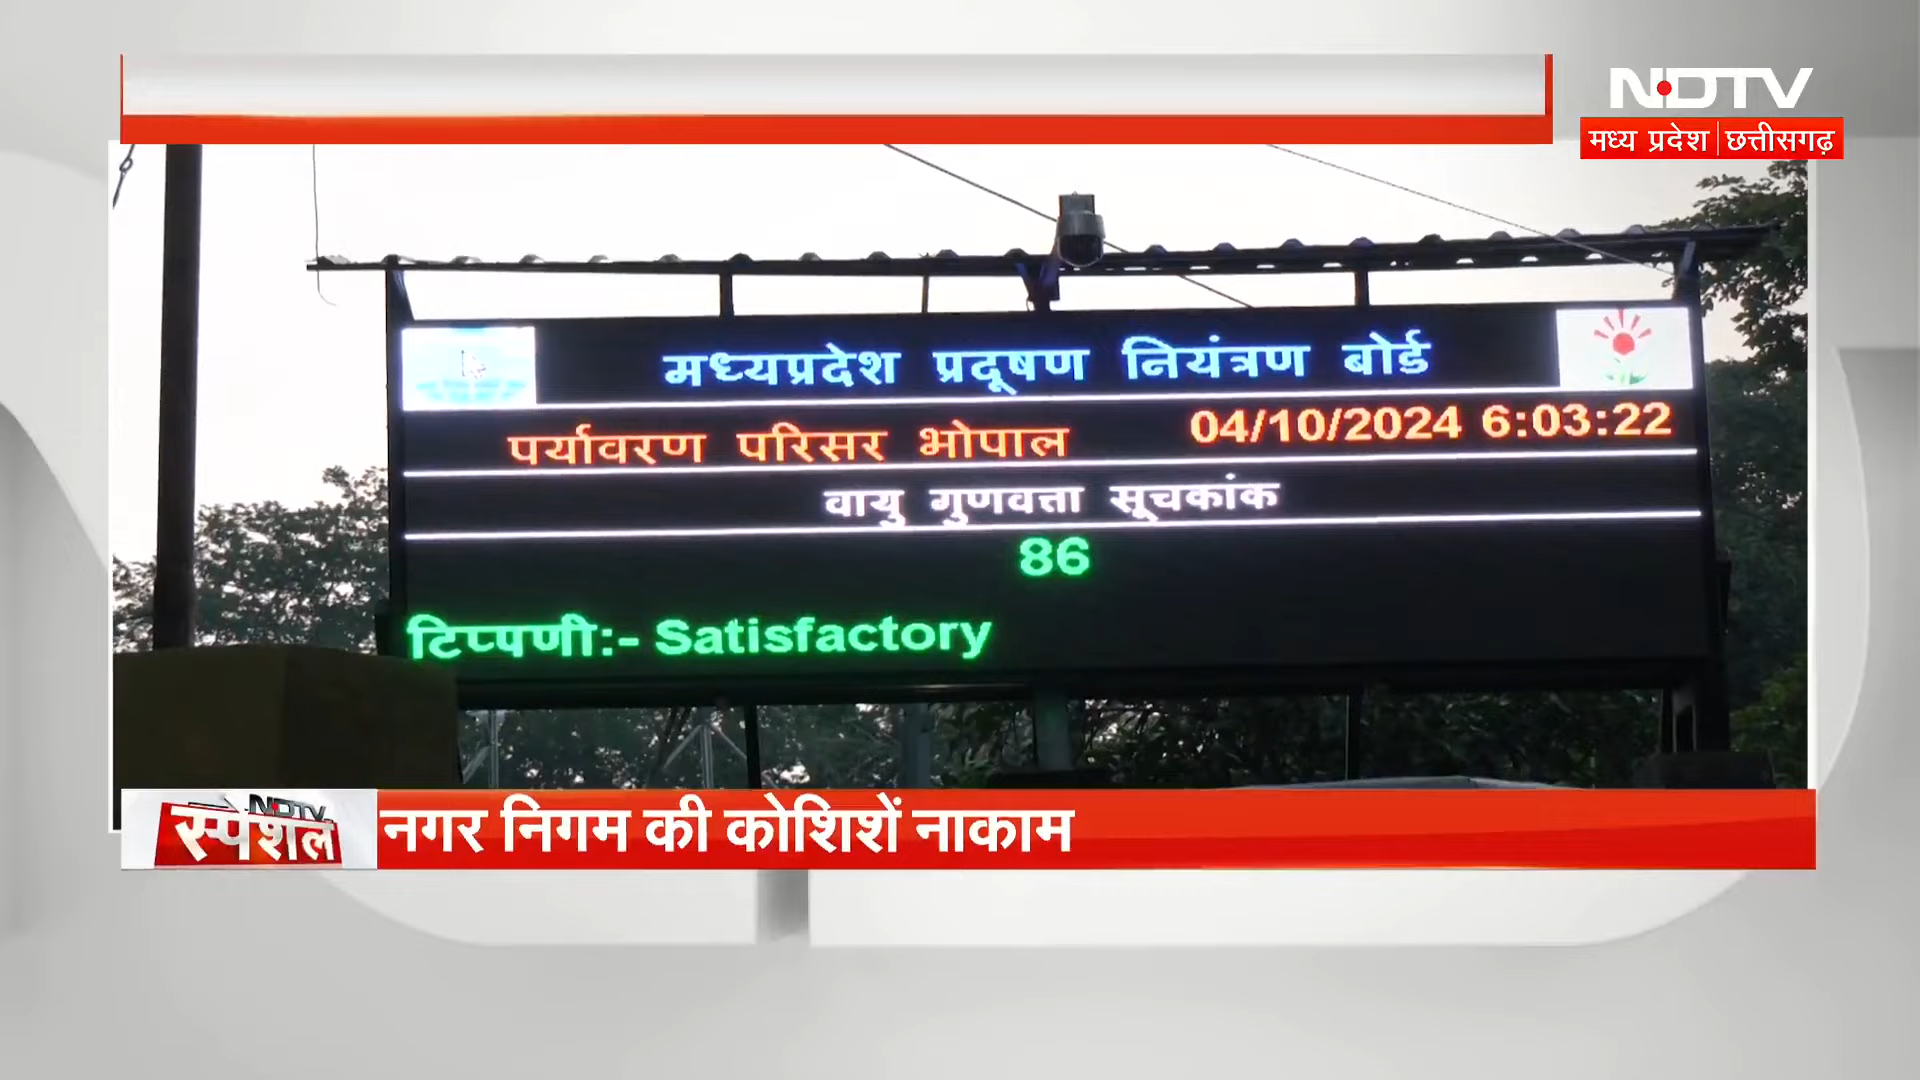 NDTV
मध्य प्रदेश | छत्तीसगढ़
मध्यप्रदेश प्रदूषण नियंत्रण बोर्ड
पर्यावरण परिसर भोपाल 04/10/2024 6:03:22
वायु गुणवत्ता सूचकांक
86
टिप्पणी:- Satisfactory
NDTV
स्पेशल
नगर निगम की कोशिशें नाकाम